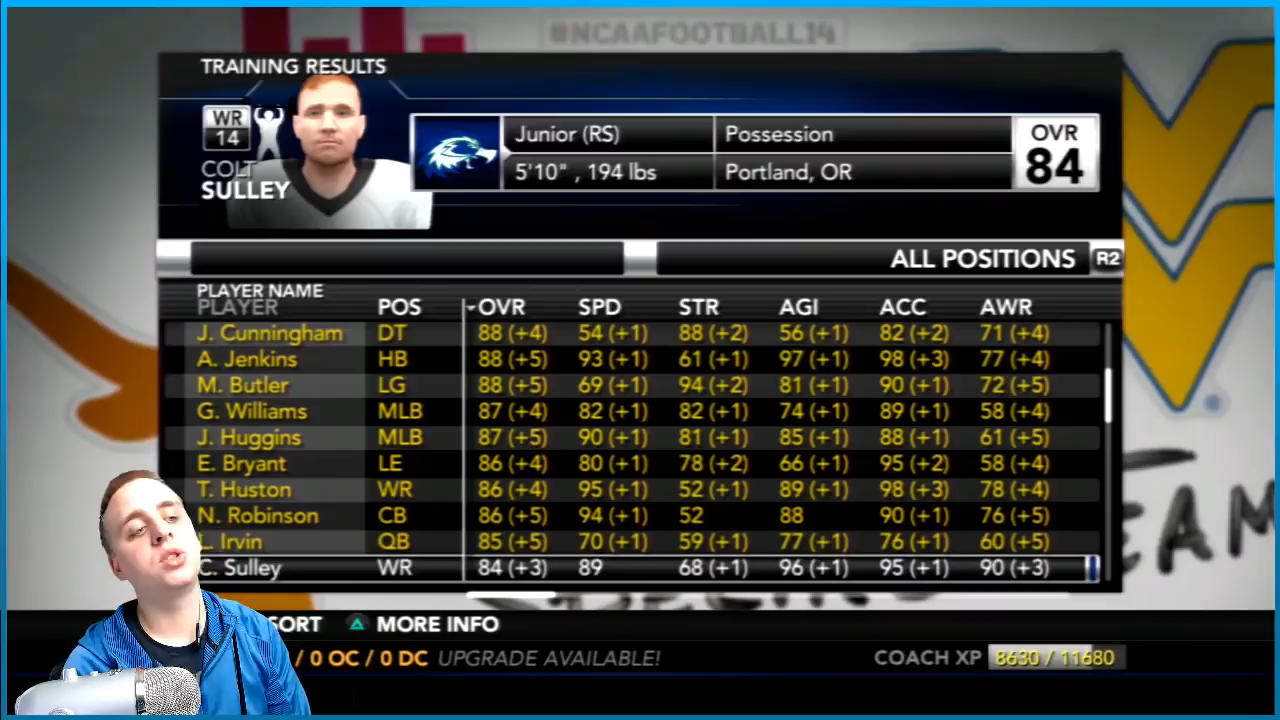 #NCAAFOOTBALL14
TRAINING RESULTS
WR
14
COLT
SULLEY
Junior (RS) Possession
5'10" , 194 lbs Portland, OR
OVR
84
ALL POSITIONS R2
PLAYER NAME
PLAYER POS OVR SPD STR AGI ACC AWR
J. Cunningham DT 88 (+4) 54 (+1) 88 (+2) 56 (+1) 82 (+2) 71 (+4)
A. Jenkins HB 88 (+5) 93 (+1) 61 (+1) 97 (+1) 98 (+3) 77 (+4)
M. Butler LG 88 (+5) 69 (+1) 94 (+2) 81 (+1) 90 (+1) 72 (+5)
G. Williams MLB 87 (+4) 82 (+1) 82 (+1) 74 (+1) 89 (+1) 58 (+4)
J. Huggins MLB 87 (+5) 90 (+1) 81 (+1) 85 (+1) 88 (+1) 61 (+5)
E. Bryant LE 86 (+4) 80 (+1) 78 (+2) 66 (+1) 95 (+2) 58 (+4)
T. Huston WR 86 (+4) 95 (+1) 52 (+1) 89 (+1) 98 (+3) 78 (+4)
N. Robinson CB 86 (+5) 94 (+1) 52 88 90 (+1) 76 (+5)
Irvin QB 85 (+5) 70 (+1) 59 (+1) 77 (+1) 76 (+1) 60 (+5)
C. Sulley WR 84 (+3) 89 68 (+1) 96 (+1) 95 (+1) 90 (+3)
SORT MORE INFO
/ 0 OC / 0 DC UPGRADE AVAILABLE! COACH XP 8630 / 11680